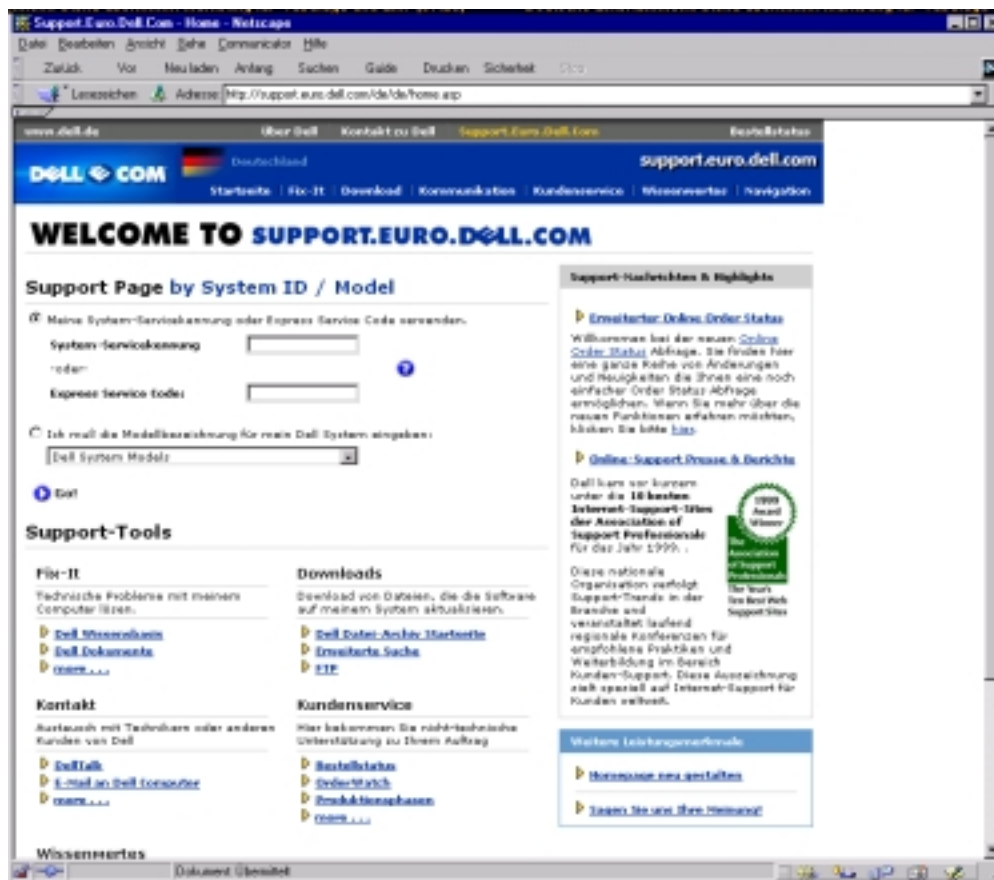 Support.Euro.Dell.Com - Home - Netscape
Datei Bearbeiten Ansicht Gehe Communicator Hilfe
Zurück Vor Neu laden Anfang Suchen Guide Drucken Sicherheit Stop
Lesezeichen Adresse http://support.euro.dell.com/de/de/home.asp
www.dell.de Über Dell Kontakt zu Dell Support.Euro.Dell.Com Bestellstatus
DELL COM Deutschland support.euro.dell.com
Startseite Fix-It Download Kommunikation Kundenservice Wissenswertes Navigation
WELCOME TO SUPPORT.EURO.DELL.COM
Support Page by System ID / Model
Meine System-Servicekennung oder Express Service Code verwenden.
System-Servicekennung
-oder-
Express Service Code:
Ich muß die Modellbezeichnung für mein Dell System eingeben:
Dell System Models
Go!
Support-Tools
Fix-It
Technische Probleme mit meinem
Computer lösen.
Dell Wissensbasis
Dell Dokumente
more ...
Downloads
Download von Dateien, die die Software
auf meinem System aktualisieren.
Dell Datei-Archiv Startseite
Erweiterte Suche
FTP
Kontakt
Austausch mit Technikern oder anderen
Kunden von Dell
DellTalk
E-Mail an Dell Computer
more ...
Kundenservice
Hier bekommen Sie nicht-technische
Unterstützung zu Ihrem Auftrag
Bestellstatus
OrderWatch
Produktionsphasen
more ...
Wissenswertes
Support-Nachrichten & Highlights
Erweiterter Online Order Status
Willkommen bei der neuen Online
Order Status Abfrage. Sie finden hier
eine ganze Reihe von Änderungen
und Neuigkeiten die Ihnen eine noch
einfacher Order Status Abfrage
ermöglichen. Wenn Sie mehr über die
neuen Funktionen erfahren möchten,
klicken Sie bitte hier.
Online-Support Presse & Berichte
Dell kam vor kurzem
unter die 10 besten
Internet-Support-Sites
der Association of
Support Professionals
für das Jahr 1999. .
1999
Award
Winner
The
Association
of Support
Professionals
The Year's
Ten Best Web
Support Sites
Diese nationale
Organisation verfolgt
Support-Trends in der
Branche und
veranstaltet laufend
regionale Konferenzen für
empfohlene Praktiken und
Weiterbildung im Bereich
Kunden-Support. Diese Auszeichnung
zielt speziell auf Internet-Support für
Kunden weltweit.
Weitere Leistungsmerkmale
Homepage neu gestalten
Sagen Sie uns Ihre Meinung!
Dokument: Übermittelt